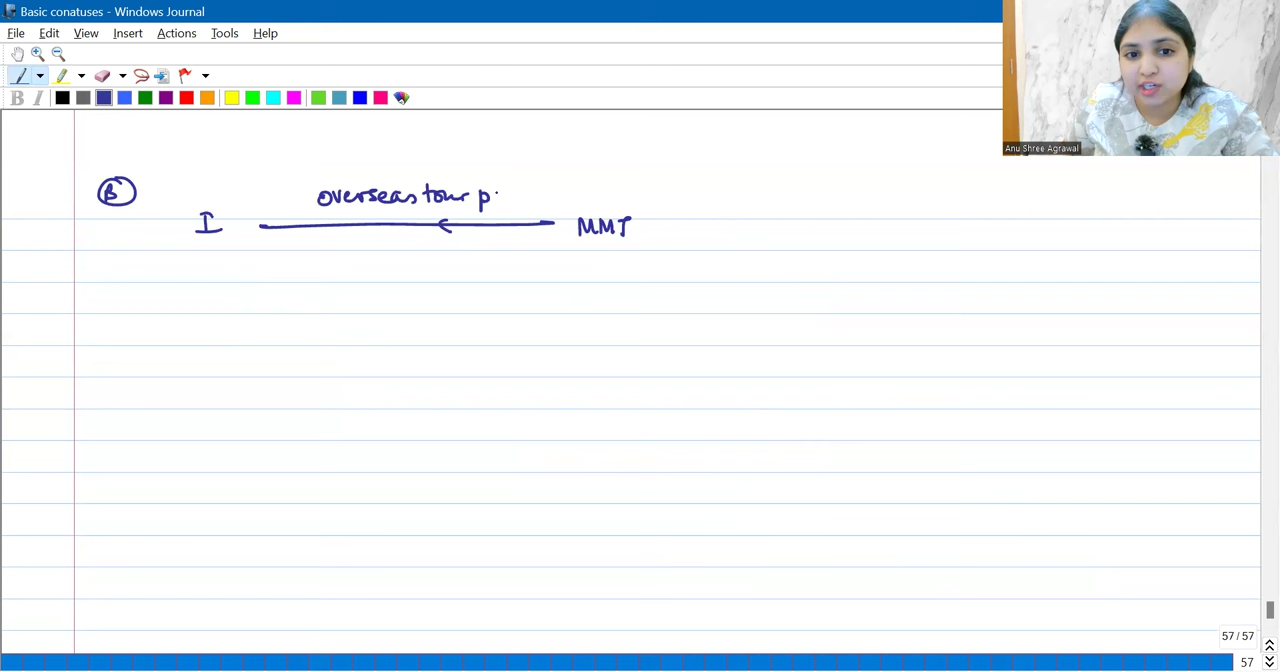 Basic conatuses - Windows Journal
File Edit View Insert Actions Tools Help
B I
Anu Shree Agrawal
B
overseas tour p.
I MMT
57 / 57
57